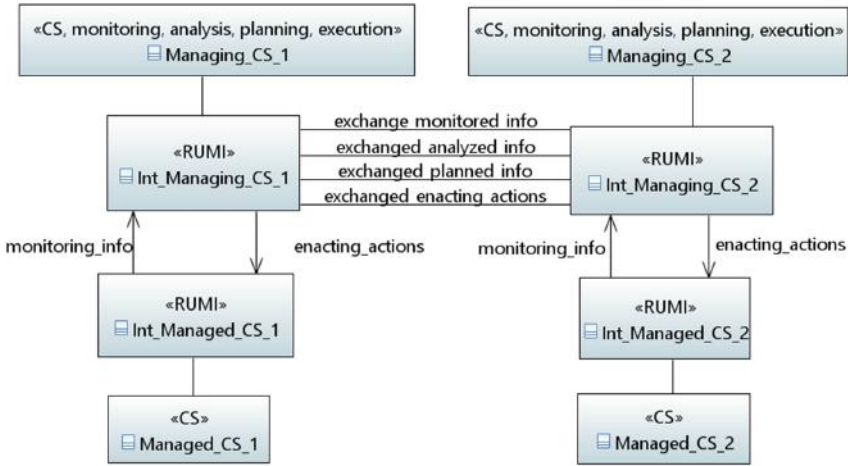 «CS, monitoring, analysis, planning, execution»
Managing_CS_1
«CS, monitoring, analysis, planning, execution»
Managing_CS_2
«RUMI»
Int_Managing_CS_1
exchange monitored info
exchanged analyzed info
exchanged planned info
exchanged enacting actions
«RUMI»
Int_Managing_CS_2
monitoring_info
enacting_actions
monitoring_info
enacting_actions
«RUMI»
Int_Managed_CS_1
«RUMI»
Int_Managed_CS_2
«CS»
Managed_CS_1
«CS»
Managed_CS_2